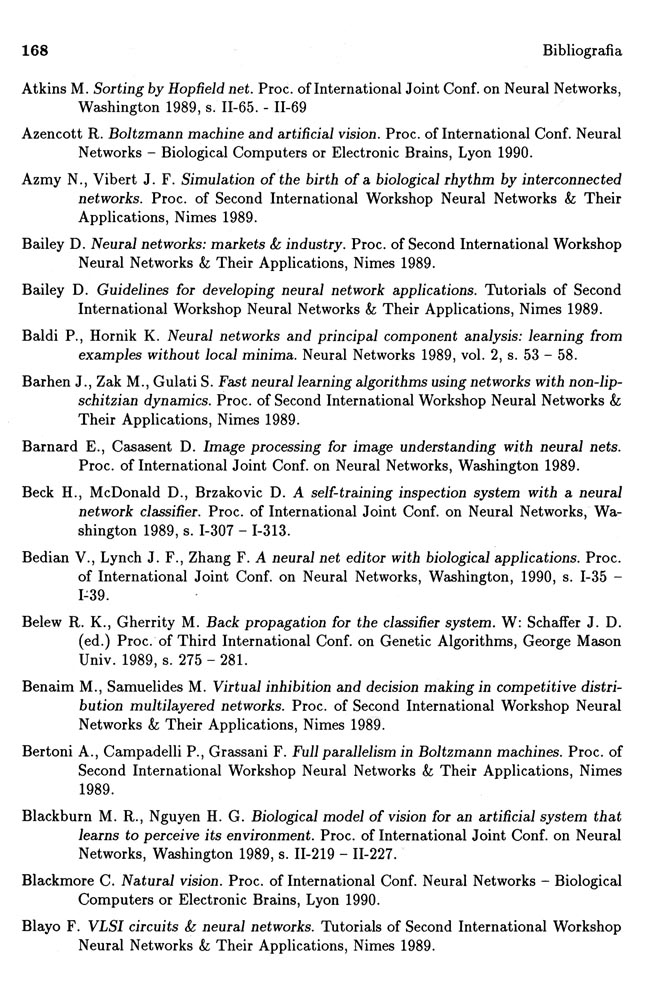 168 Bibliografia
Atkins M. Sorting by Hopfield net. Proc. of International Joint Conf. on Neural Networks,
Washington 1989, s. II-65. - II-69
Azencott R. Boltzmann machine and artificial vision. Proc. of International Conf. Neural
Networks – Biological Computers or Electronic Brains, Lyon 1990.
Azmy N., Vibert J. F. Simulation of the birth of a biological rhythm by interconnected
networks. Proc. of Second International Workshop Neural Networks & Their
Applications, Nimes 1989.
Bailey D. Neural networks: markets & industry. Proc. of Second International Workshop
Neural Networks & Their Applications, Nimes 1989.
Bailey D. Guidelines for developing neural network applications. Tutorials of Second
International Workshop Neural Networks & Their Applications, Nimes 1989.
Baldi P., Hornik K. Neural networks and principal component analysis: learning from
examples without local minima. Neural Networks 1989, vol. 2, s. 53 – 58.
Barhen J., Zak M., Gulati S. Fast neural learning algorithms using networks with non-lip-
schitzian dynamics. Proc. of Second International Workshop Neural Networks &
Their Applications, Nimes 1989.
Barnard E., Casasent D. Image processing for image understanding with neural nets.
Proc. of International Joint Conf. on Neural Networks, Washington 1989.
Beck H., McDonald D., Brzakovic D. A self-training inspection system with a neural
network classifier. Proc. of International Joint Conf. on Neural Networks, Wa-
shington 1989, s. I-307 – I-313.
Bedian V., Lynch J. F., Zhang F. A neural net editor with biological applications. Proc.
of International Joint Conf. on Neural Networks, Washington, 1990, s. I-35 –
I-39.
Belew R. K., Gherrity M. Back propagation for the classifier system. W: Schaffer J. D.
(ed.) Proc. of Third International Conf. on Genetic Algorithms, George Mason
Univ. 1989, s. 275 – 281.
Benaim M., Samuelides M. Virtual inhibition and decision making in competitive distri-
bution multilayered networks. Proc. of Second International Workshop Neural
Networks & Their Applications, Nimes 1989.
Bertoni A., Campadelli P., Grassani F. Full parallelism in Boltzmann machines. Proc. of
Second International Workshop Neural Networks & Their Applications, Nimes
1989.
Blackburn M. R., Nguyen H. G. Biological model of vision for an artificial system that
learns to perceive its environment. Proc. of International Joint Conf. on Neural
Networks, Washington 1989, s. II-219 – II-227.
Blackmore C. Natural vision. Proc. of International Conf. Neural Networks – Biological
Computers or Electronic Brains, Lyon 1990.
Blayo F. VLSI circuits & neural networks. Tutorials of Second International Workshop
Neural Networks & Their Applications, Nimes 1989.